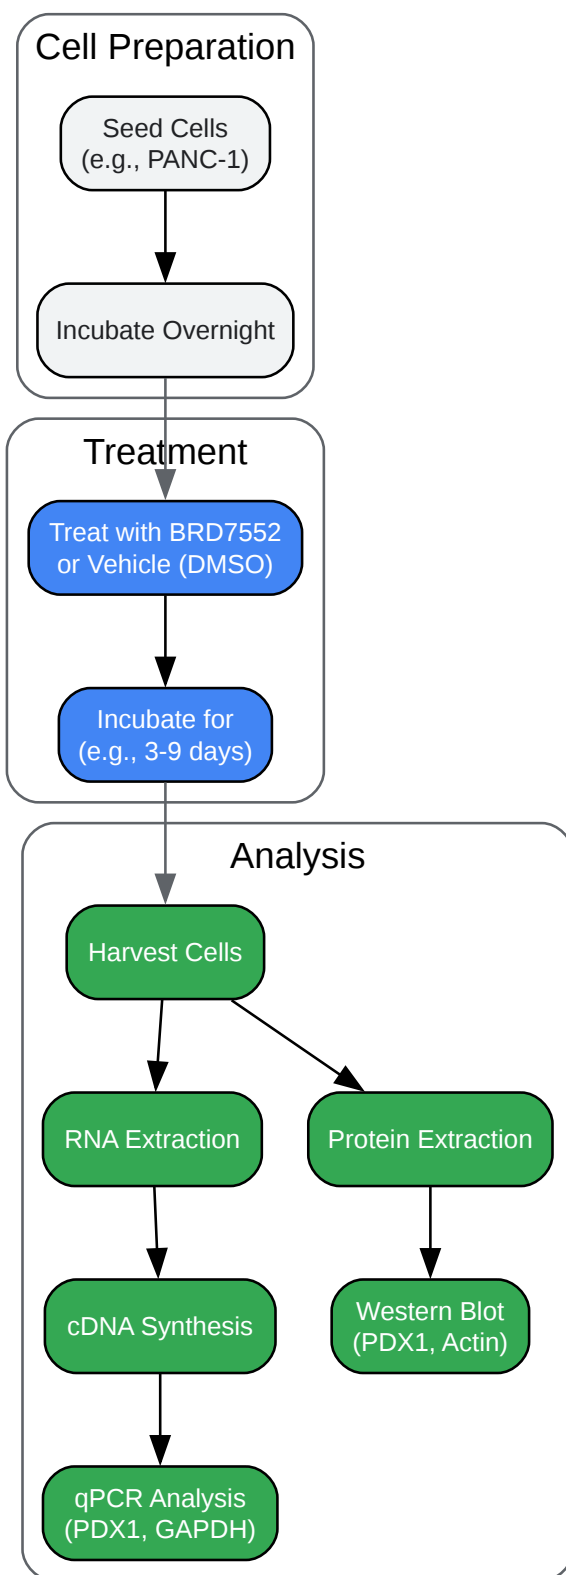 Cell Preparation
Seed Cells
(e.g., PANC-1)
Incubate Overnight
Treatment
Treat with BRD7552
or Vehicle (DMSO)
Incubate for
(e.g., 3-9 days)
Analysis
Harvest Cells
RNA Extraction
Protein Extraction
cDNA Synthesis
Western Blot
(PDX1, Actin)
qPCR Analysis
(PDX1, GAPDH)